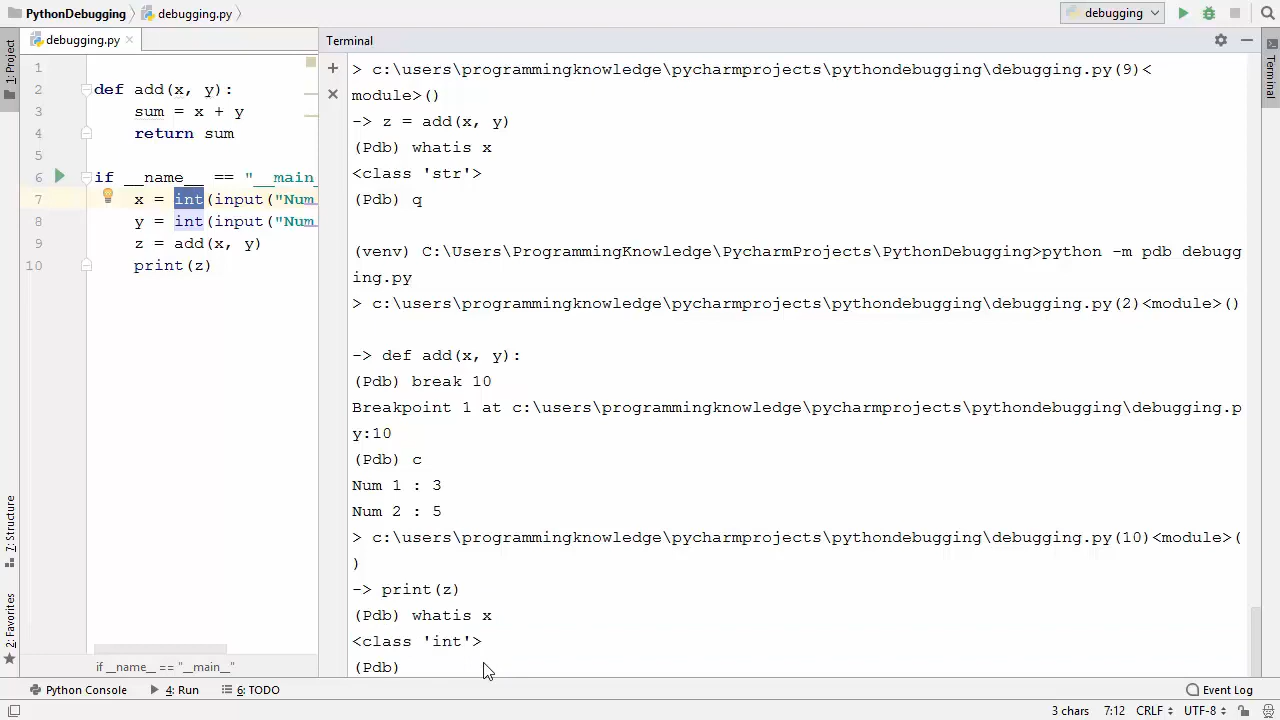 PythonDebugging
debugging.py
debugging
debugging.py
Terminal
1: Project
7: Structure
2: Favorites
Terminal
1
2 def add(x, y):
3 sum = x + y
4 return sum
5
6 if __name__ == "__main_
7 x = int(input("Num
8 y = int(input("Num
9 z = add(x, y)
10 print(z)
if __name__ == "__main__"
> c:\users\programmingknowledge\pycharmprojects\pythondebugging\debugging.py(9)<
module>()
-> z = add(x, y)
(Pdb) whatis x
<class 'str'>
(Pdb) q
(venv) C:\Users\ProgrammingKnowledge\PycharmProjects\PythonDebugging>python -m pdb debugg
ing.py
> c:\users\programmingknowledge\pycharmprojects\pythondebugging\debugging.py(2)<module>()
-> def add(x, y):
(Pdb) break 10
Breakpoint 1 at c:\users\programmingknowledge\pycharmprojects\pythondebugging\debugging.p
y:10
(Pdb) c
Num 1 : 3
Num 2 : 5
> c:\users\programmingknowledge\pycharmprojects\pythondebugging\debugging.py(10)<module>(
)
-> print(z)
(Pdb) whatis x
<class 'int'>
(Pdb)
Python Console
4: Run
6: TODO
Event Log
3 chars 7:12 CRLF UTF-8